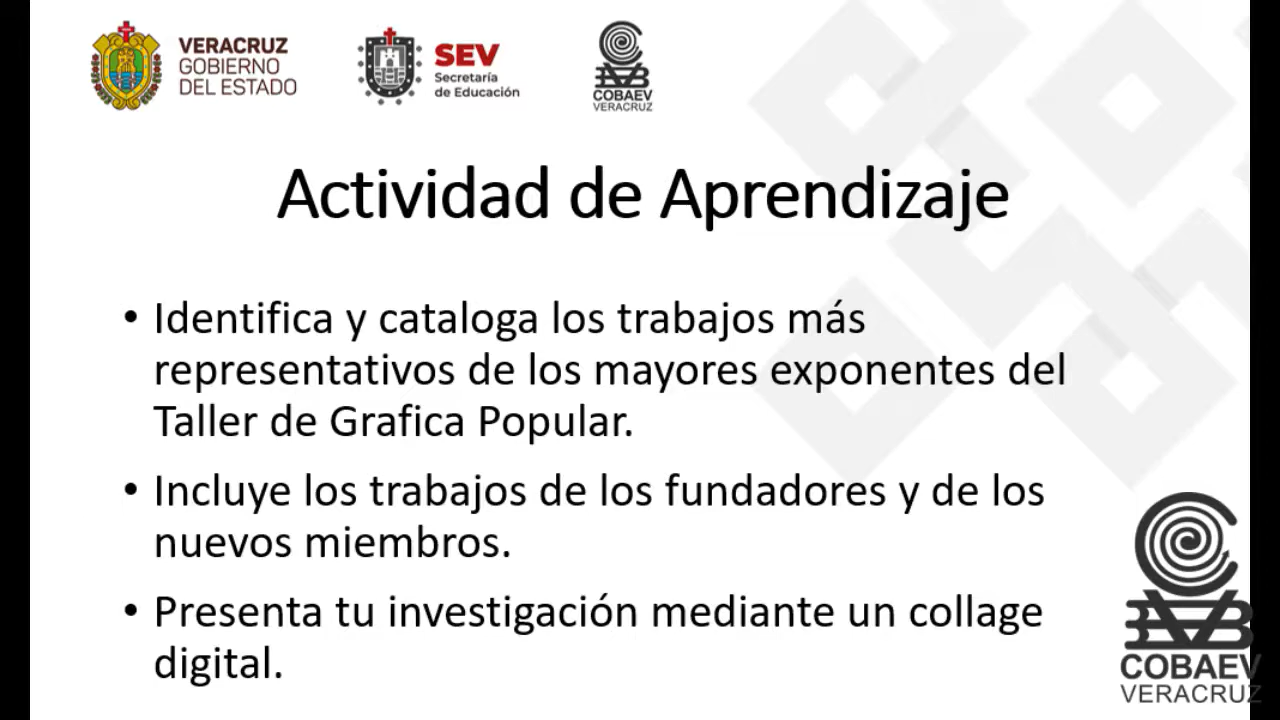 VERACRUZ
GOBIERNO
DEL ESTADO
SEV
Secretaría
de Educación
COBAEV
VERACRUZ
Actividad de Aprendizaje
• Identifica y cataloga los trabajos más
representativos de los mayores exponentes del
Taller de Grafica Popular.
• Incluye los trabajos de los fundadores y de los
nuevos miembros.
• Presenta tu investigación mediante un collage
digital.
COBAEV
VERACRUZ